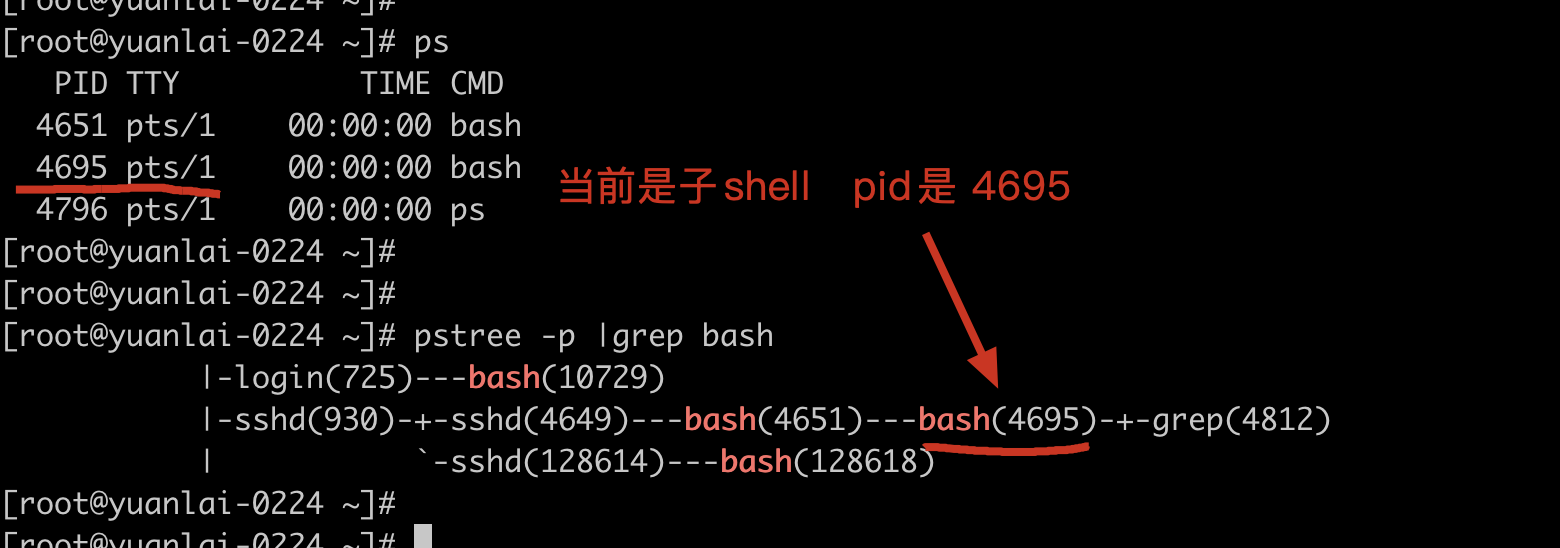 [root@yuanlai-0224 ~]#
[root@yuanlai-0224 ~]# ps
   PID TTY          TIME CMD
  4651 pts/1    00:00:00 bash
  4695 pts/1    00:00:00 bash
当前是子shell pid是 4695
  4796 pts/1    00:00:00 ps
[root@yuanlai-0224 ~]#
[root@yuanlai-0224 ~]#
[root@yuanlai-0224 ~]# pstree -p |grep bash
           |-login(725)---bash(10729)
           |-sshd(930)-+-sshd(4649)---bash(4651)---bash(4695)-+-grep(4812)
           |           `-sshd(128614)---bash(128618)
[root@yuanlai-0224 ~]#
[root@yuanlai-0224 ~]#